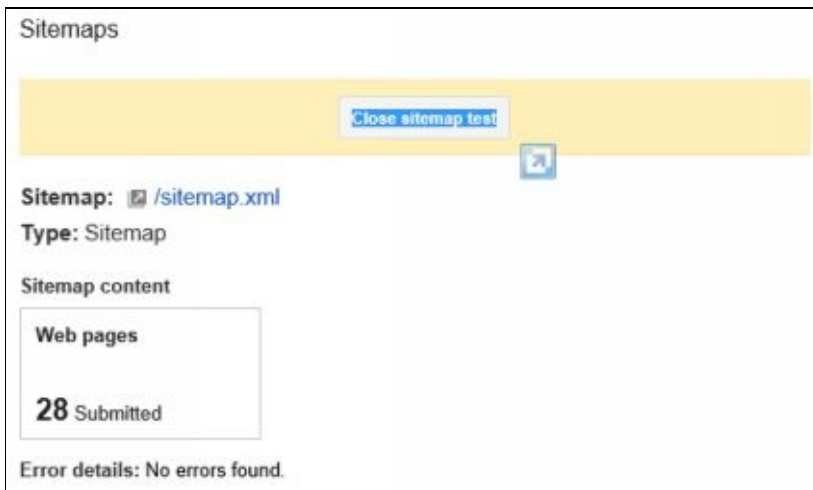 Sitemaps
Close sitemap test
Sitemap: /sitemap.xml
Type: Sitemap
Sitemap content
Web pages
28 Submitted
Error details: No errors found.